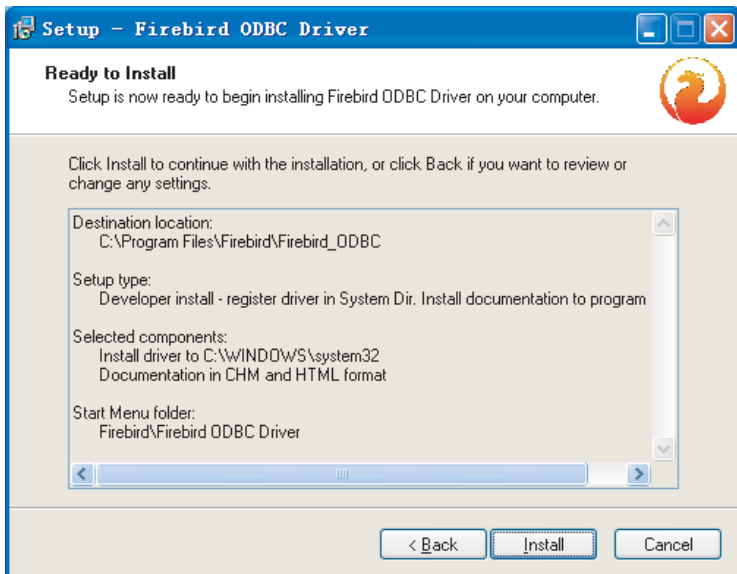 Setup - Firebird ODBC Driver
Ready to Install
Setup is now ready to begin installing Firebird ODBC Driver on your computer.
Click Install to continue with the installation, or click Back if you want to review or
change any settings.
Destination location:
C:\Program Files\Firebird\Firebird_ODBC
Setup type:
Developer install - register driver in System Dir. Install documentation to program
Selected components:
Install driver to C:\WINDOWS\system32
Documentation in CHM and HTML format
Start Menu folder:
Firebird\Firebird ODBC Driver
< Back
Install
Cancel